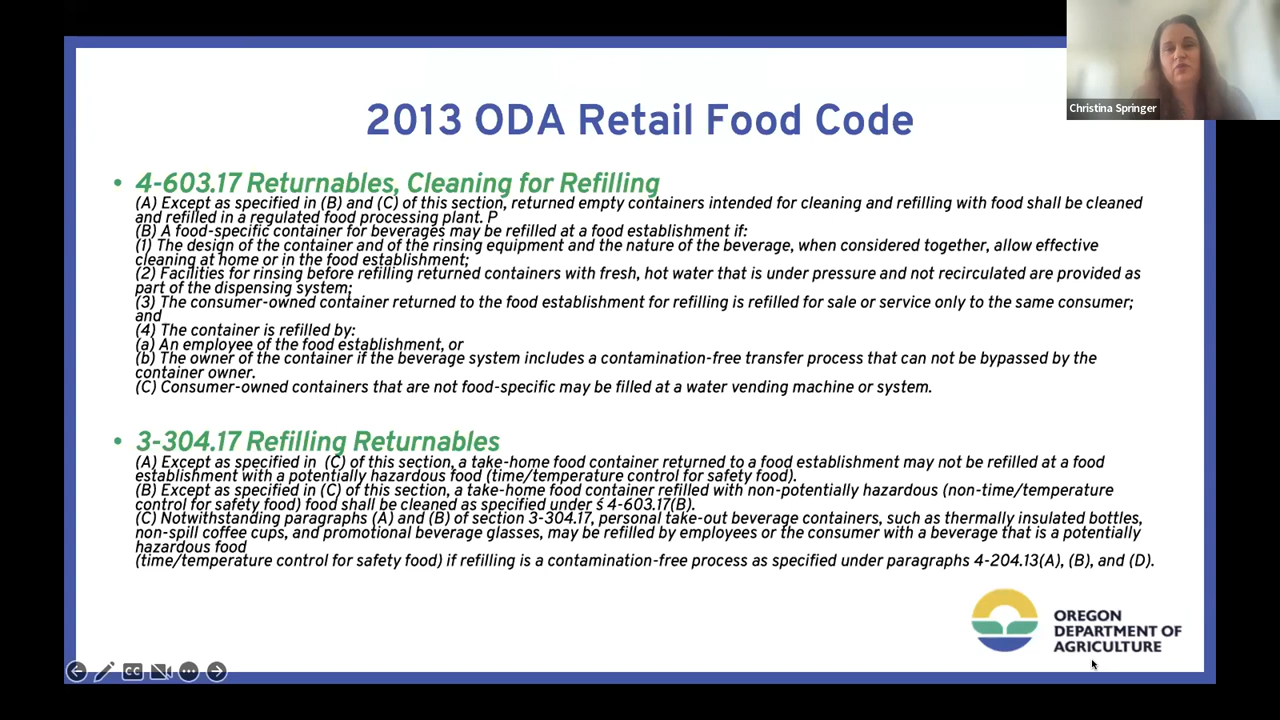 Christina Springer
2013 ODA Retail Food Code
• 4-603.17 Returnables, Cleaning for Refilling
(A) Except as specified in (B) and (C) of this section, returned empty containers intended for cleaning and refilling with food shall be cleaned
and refilled in a regulated food processing plant. P
(B) A food-specific container for beverages may be refilled at a food establishment if:
(1) The design of the container and of the rinsing equipment and the nature of the beverage, when considered together, allow effective
cleaning at home or in the food establishment;
(2) Facilities for rinsing before refilling returned containers with fresh, hot water that is under pressure and not recirculated are provided as
part of the dispensing system;
(3) The consumer-owned container returned to the food establishment for refilling is refilled for sale or service only to the same consumer;
and
(4) The container is refilled by:
(a) An employee of the food establishment, or
(b) The owner of the container if the beverage system includes a contamination-free transfer process that can not be bypassed by the
container owner.
(C) Consumer-owned containers that are not food-specific may be filled at a water vending machine or system.
• 3-304.17 Refilling Returnables
(A) Except as specified in (C) of this section, a take-home food container returned to a food establishment may not be refilled at a food
establishment with a potentially hazardous food (time/temperature control for safety food).
(B) Except as specified in (C) of this section, a take-home food container refilled with non-potentially hazardous (non-time/temperature
control for safety food) food shall be cleaned as specified under § 4-603.17(B).
(C) Notwithstanding paragraphs (A) and (B) of section 3-304.17, personal take-out beverage containers, such as thermally insulated bottles,
non-spill coffee cups, and promotional beverage glasses, may be refilled by employees or the consumer with a beverage that is a potentially
hazardous food
(time/temperature control for safety food) if refilling is a contamination-free process as specified under paragraphs 4-204.13(A), (B), and (D).
OREGON
DEPARTMENT OF
AGRICULTURE
CC